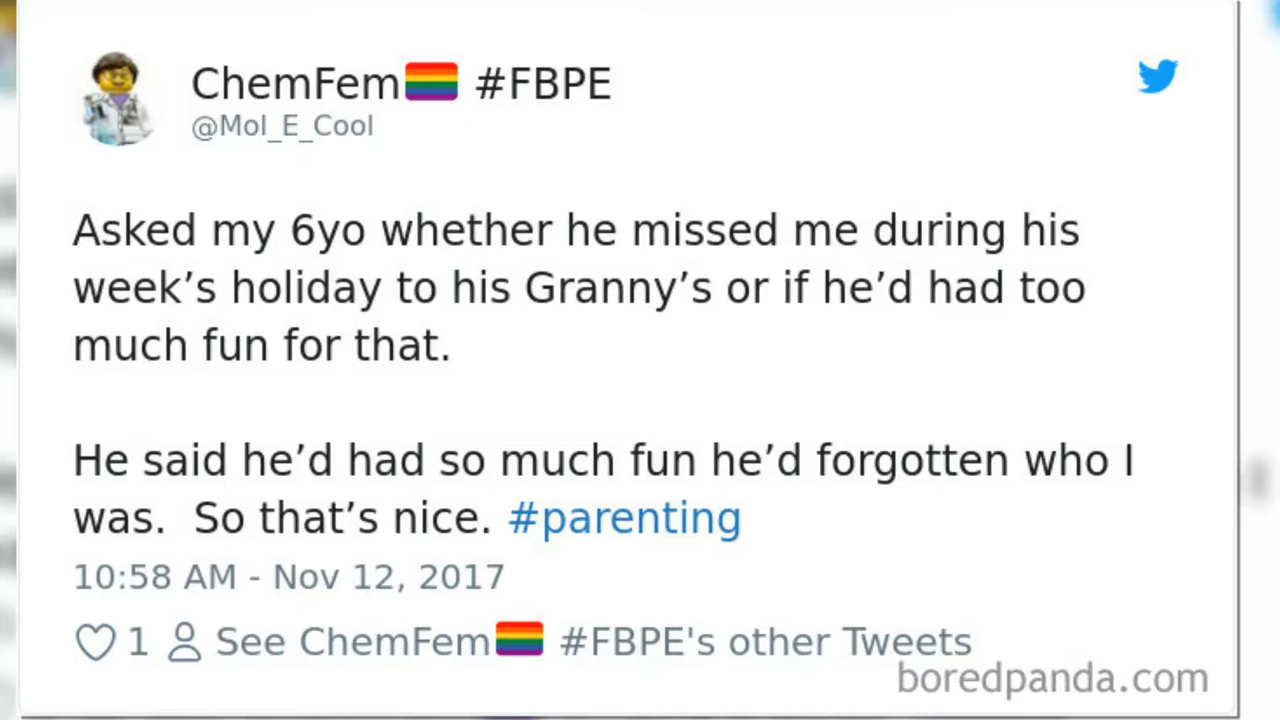 ChemFem🏳️‍🌈 #FBPE
@Mol_E_Cool
Asked my 6yo whether he missed me during his
week’s holiday to his Granny’s or if he’d had too
much fun for that.
He said he’d had so much fun he’d forgotten who I
was.  So that’s nice. #parenting
10:58 AM - Nov 12, 2017
1 See ChemFem🏳️‍🌈 #FBPE's other Tweets
boredpanda.com